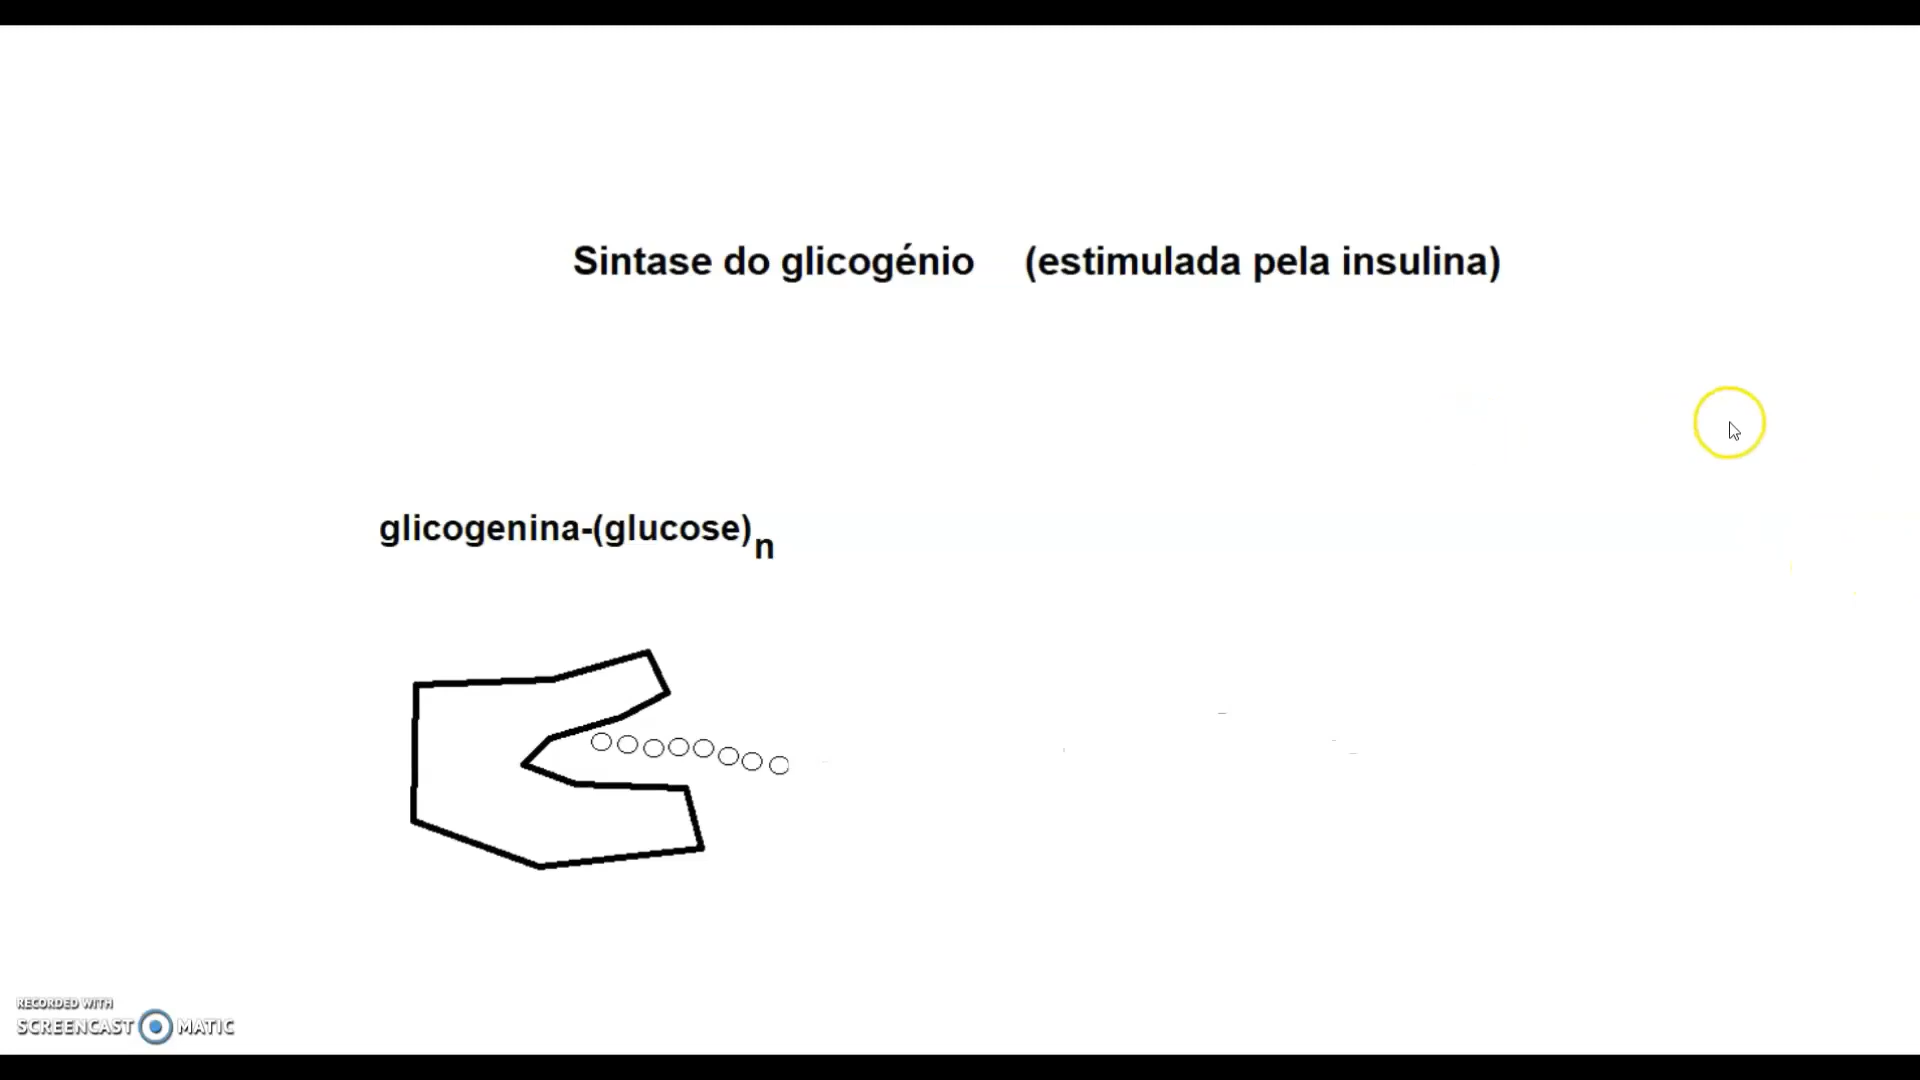 Sintase do glicogénio (estimulada pela insulina)
glicogenina-(glucose)n
RECORDED WITH
SCREENCAST MATIC